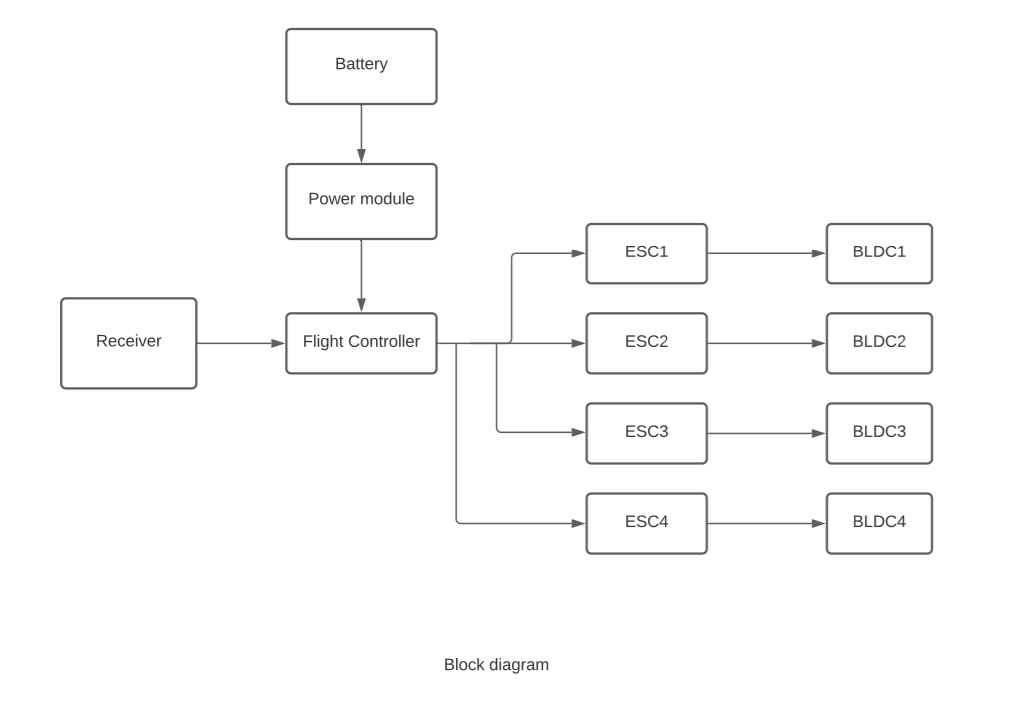 Battery
Power module
Receiver
Flight Controller
ESC1
BLDC1
ESC2
BLDC2
ESC3
BLDC3
ESC4
BLDC4
Block diagram